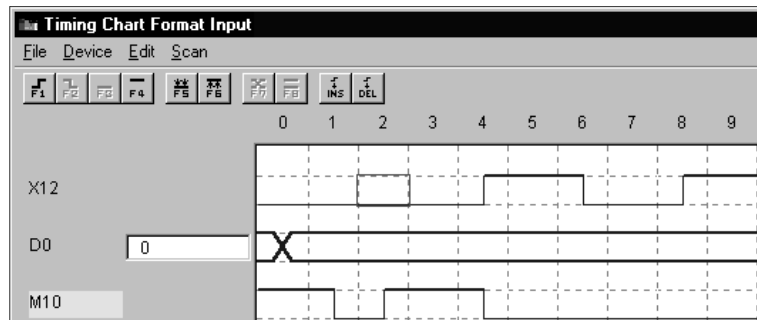 Timing Chart Format Input
File Device Edit Scan
F1 F2 F3 F4 F5 F6 F7 F8 INS DEL
0 1 2 3 4 5 6 7 8 9
X12
D0 0
M10